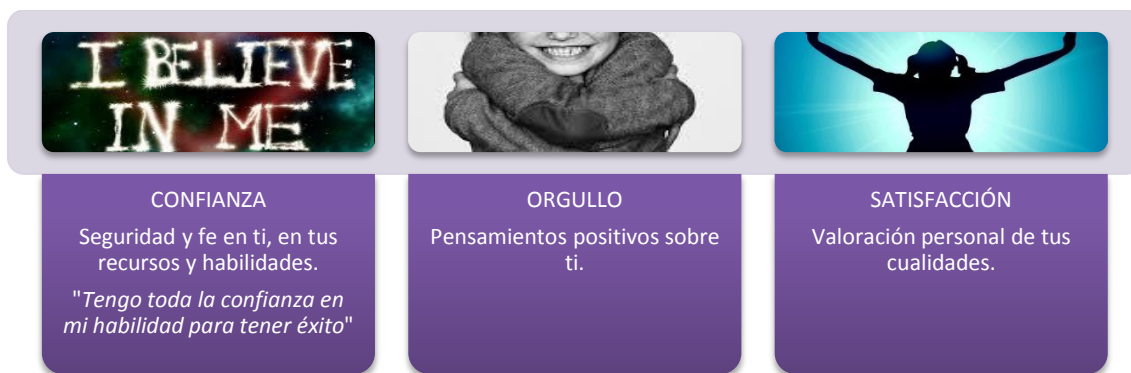 I BELIEVE
IN ME
CONFIANZA
Seguridad y fe en ti, en tus
recursos y habilidades.
"Tengo toda la confianza en
mi habilidad para tener éxito"
ORGULLO
Pensamientos positivos sobre
ti.
SATISFACCIÓN
Valoración personal de tus
cualidades.